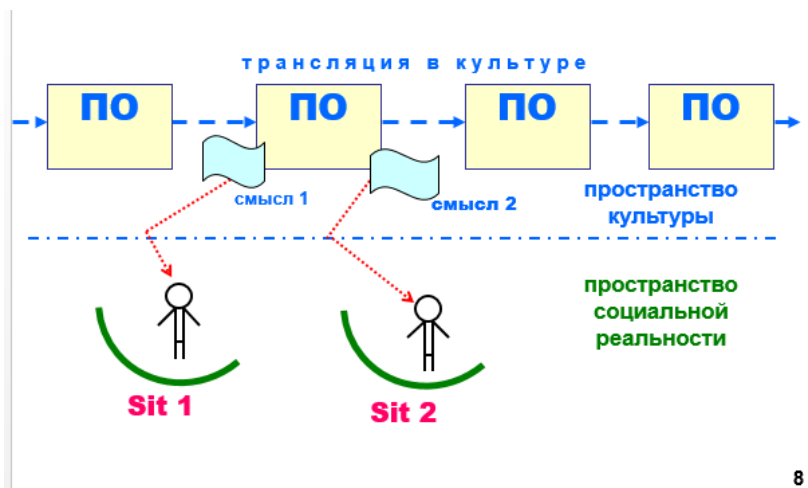 трансляция в культуре
ПО ПО ПО ПО
смысл 1
смысл 2
пространство
культуры
пространство
социальной
реальности
Sit 1
Sit 2
8